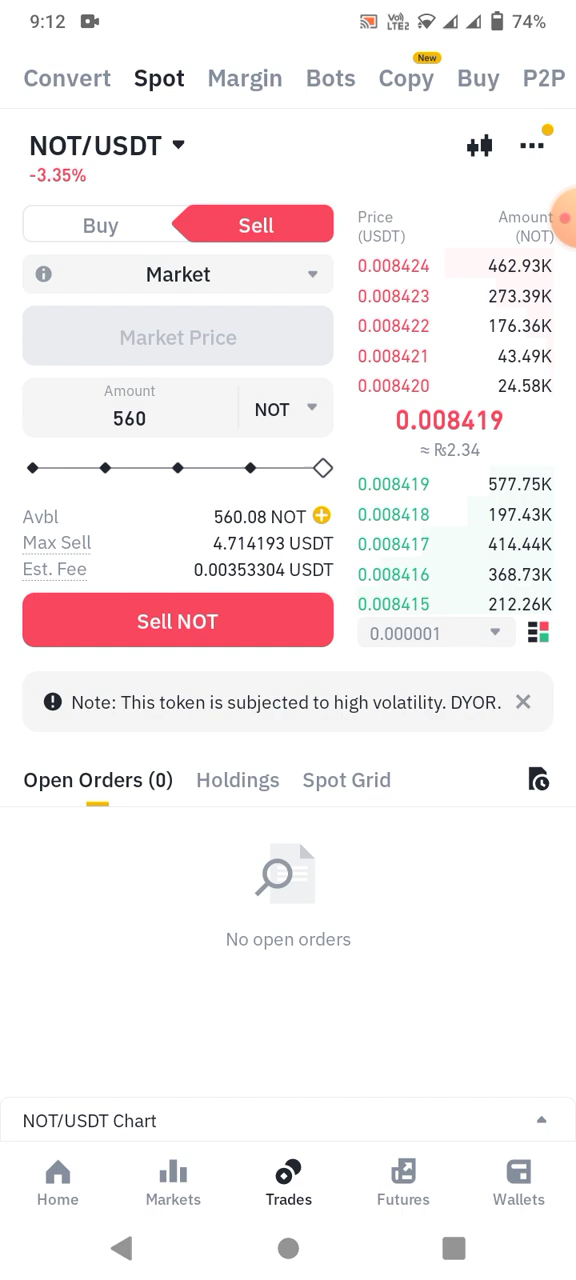 9:12
Vo)
LTE2
74%
New
Convert Spot Margin Bots Copy Buy P2P
NOT/USDT
-3.35%
Buy Sell
Market
Market Price
Amount
560
NOT
Avbl 560.08 NOT
Max Sell 4.714193 USDT
Est. Fee 0.00353304 USDT
Sell NOT
Price Amount
(USDT) (NOT)
0.008424 462.93K
0.008423 273.39K
0.008422 176.36K
0.008421 43.49K
0.008420 24.58K
0.008419
≈ ₨2.34
0.008419 577.75K
0.008418 197.43K
0.008417 414.44K
0.008416 368.73K
0.008415 212.26K
0.000001
Note: This token is subjected to high volatility. DYOR.
Open Orders (0) Holdings Spot Grid
No open orders
NOT/USDT Chart
Home Markets Trades Futures Wallets